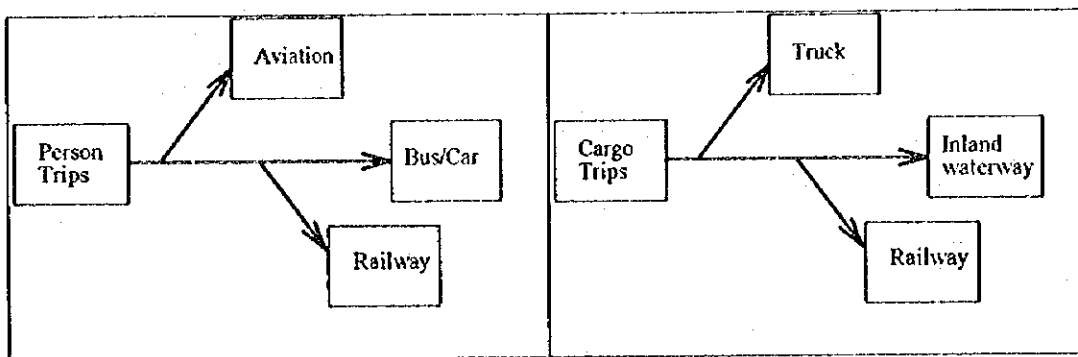 Aviation
Person
Trips
Bus/Car
Railway
Truck
Cargo
Trips
Inland
waterway
Railway